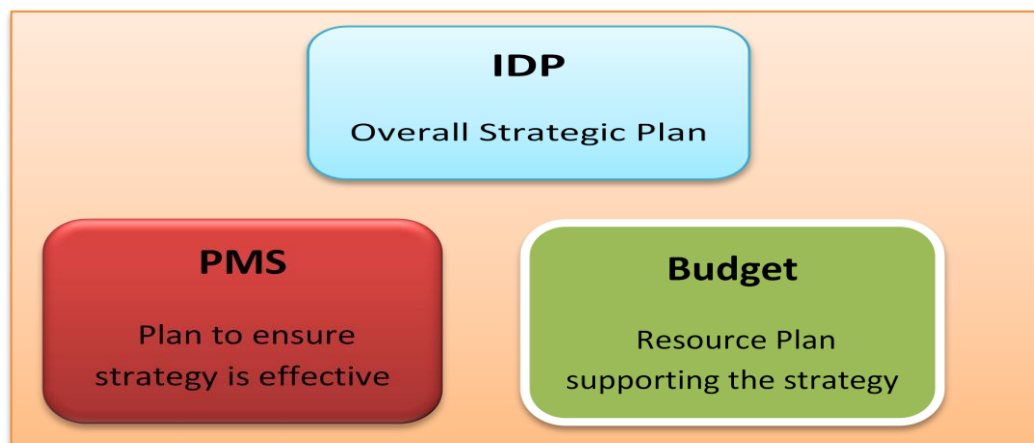 IDP
Overall Strategic Plan
PMS
Plan to ensure
strategy is effective
Budget
Resource Plan
supporting the strategy